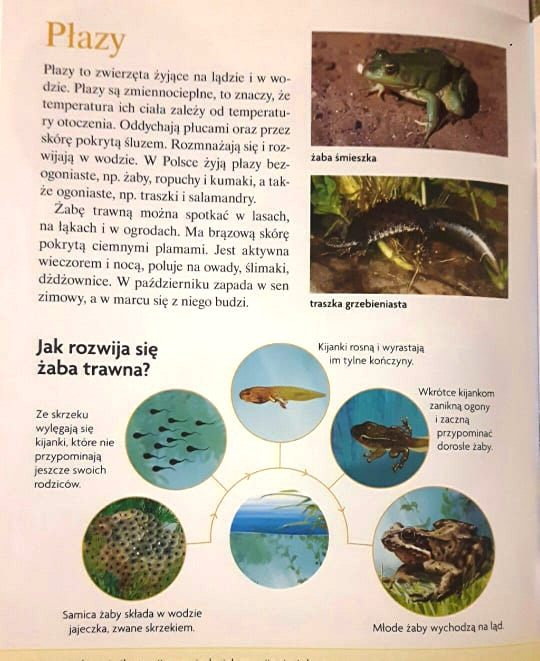 Płazy
Płazy to zwierzęta żyjące na lądzie i w wo-
dzie. Płazy są zmiennocieplne, to znaczy, że
temperatura ich ciała zależy od temperatu-
ry otoczenia. Oddychają płucami oraz przez
skórę pokrytą śluzem. Rozmnażają się i roz-
wijają w wodzie. W Polsce żyją płazy bez-
ogoniaste, np. żaby, ropuchy i kumaki, a tak-
że ogoniaste, np. traszki i salamandry.
Żabę trawną można spotkać w lasach,
na łąkach i w ogrodach. Ma brązową skórę
pokrytą ciemnymi plamami. Jest aktywna
wieczorem i nocą, poluje na owady, ślimaki,
dżdżownice. W październiku zapada w sen
zimowy, a w marcu się z niego budzi.
żaba śmieszka
traszka grzebieniasta
Jak rozwija się
żaba trawna?
Ze skrzeku
wylęgają się
kijanki, które nie
przypominają
jeszcze swoich
rodziców.
Kijanki rosną i wyrastają
im tylne kończyny.
Wkrótce kijankom
zanikną ogony
i zaczną
przypominać
dorosłe żaby.
Samica żaby składa w wodzie
jajeczka, zwane skrzekiem.
Młode żaby wychodzą na ląd.